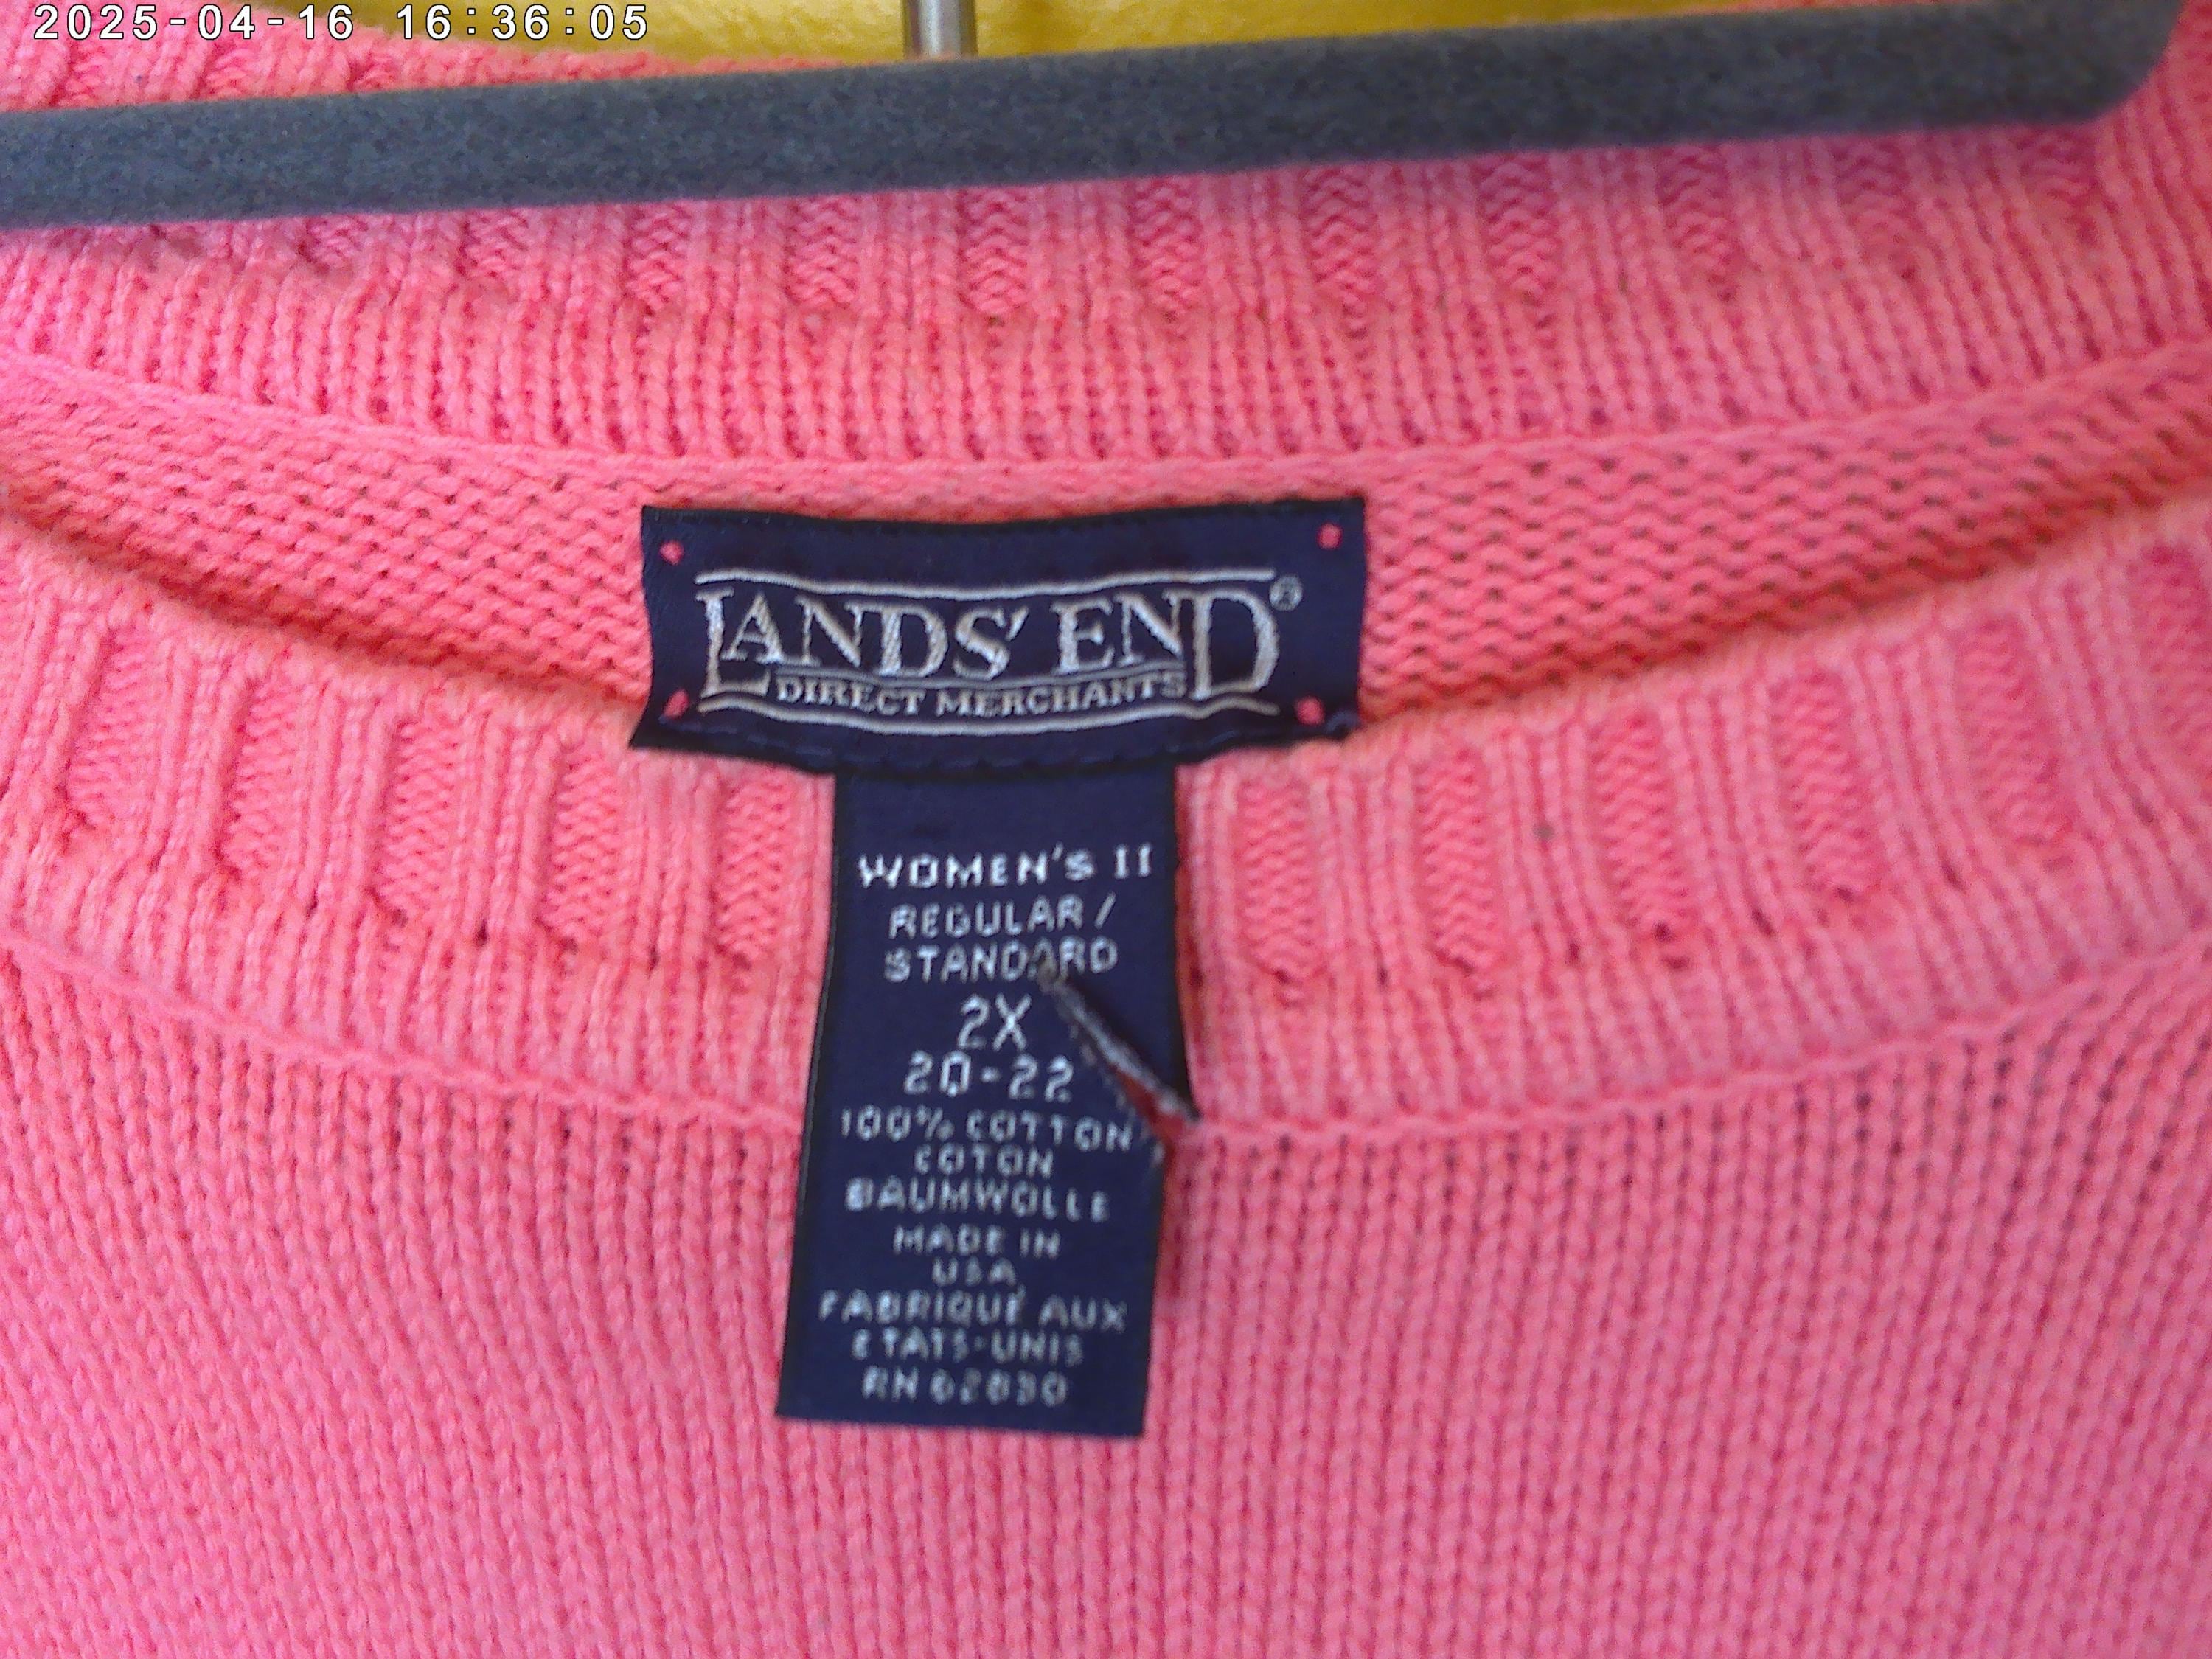 2025-04-16 16:36:05
LANDS' END®
DIRECT MERCHANTS
WOMEN'S II
REGULAR /
STANDARD
2X
20-22
100% COTTON
COTON
BAUMWOLLE
MADE IN
USA
FABRIQUÉ AUX
ETATS-UNIS
RN 62830